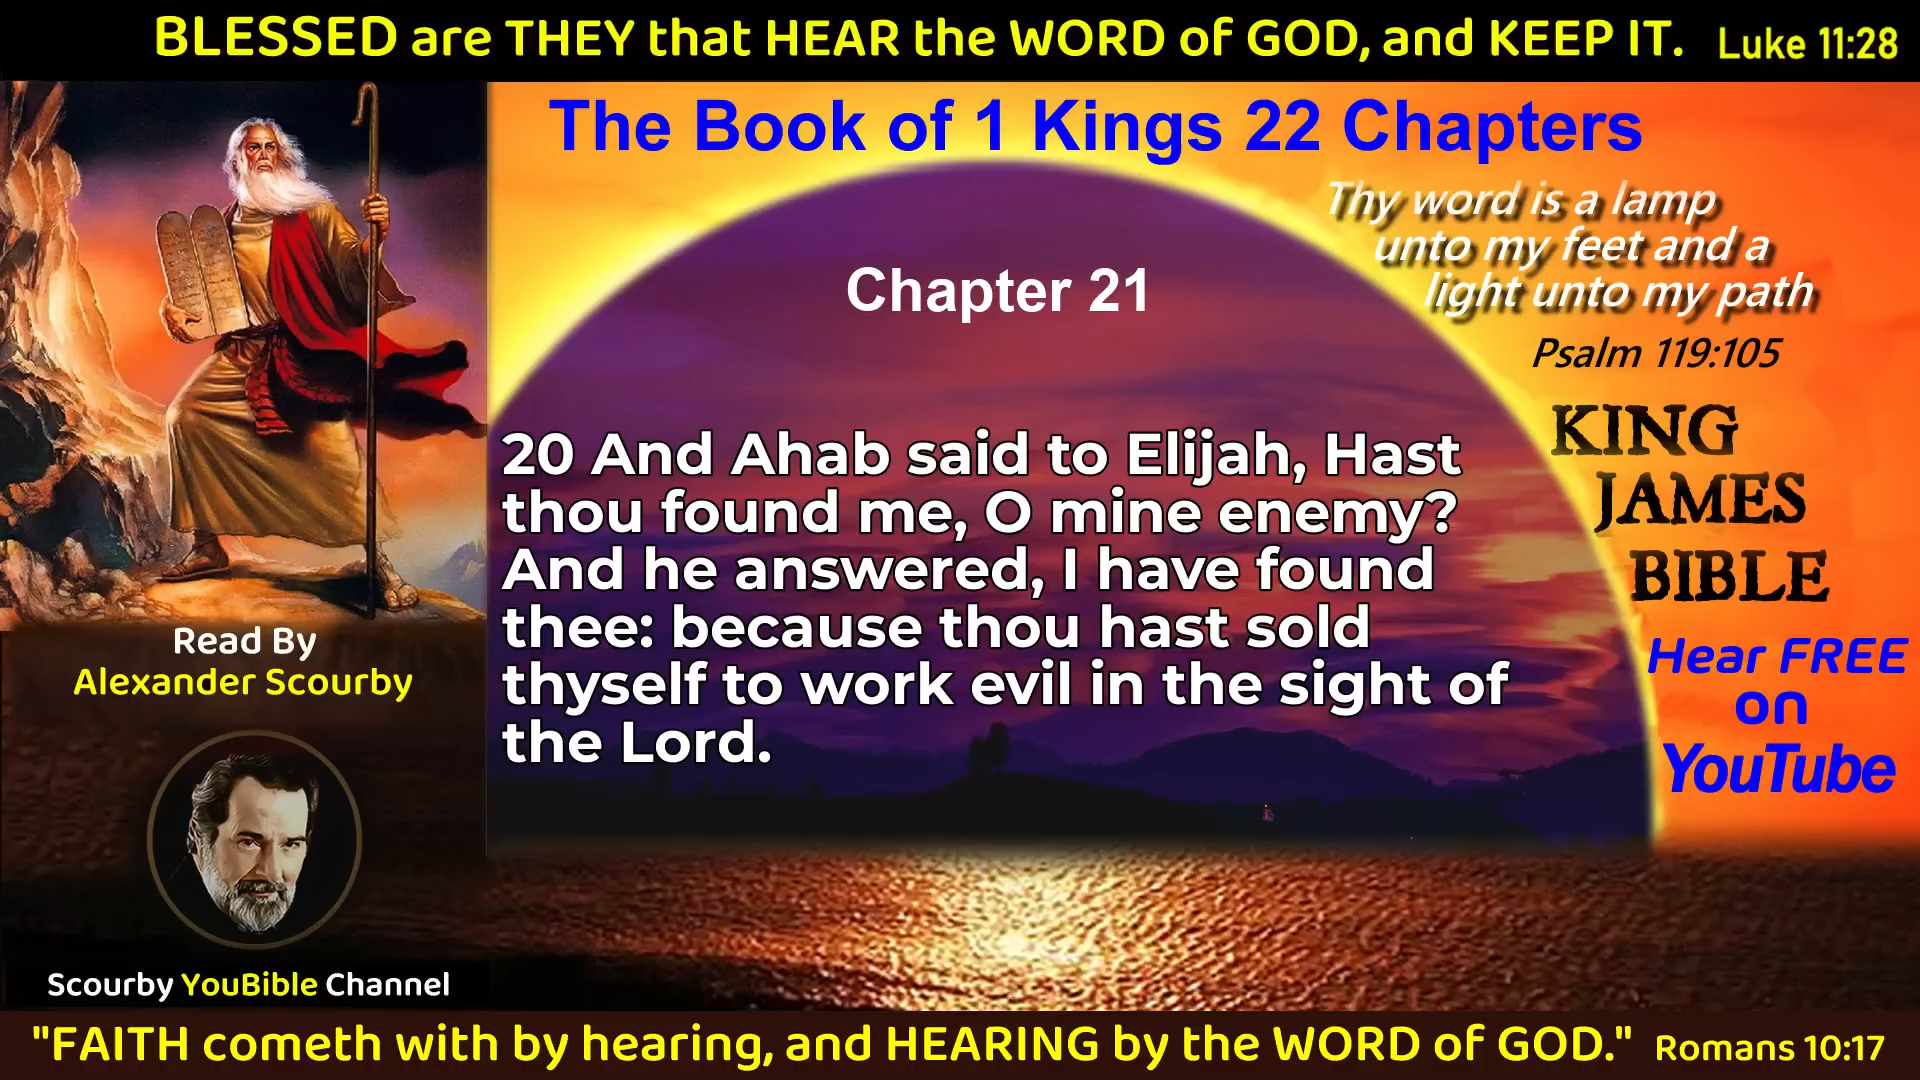 BLESSED are THEY that HEAR the WORD of GOD, and KEEP IT. Luke 11:28
The Book of 1 Kings 22 Chapters
Thy word is a lamp
unto my feet and a
light unto my path
Psalm 119:105
Chapter 21
20 And Ahab said to Elijah, Hast
thou found me, O mine enemy?
And he answered, I have found
thee: because thou hast sold
thyself to work evil in the sight of
the Lord.
KING
JAMES
BIBLE
Hear FREE
on
YouTube
Read By
Alexander Scourby
Scourby YouBible Channel
"FAITH cometh with by hearing, and HEARING by the WORD of GOD." Romans 10:17